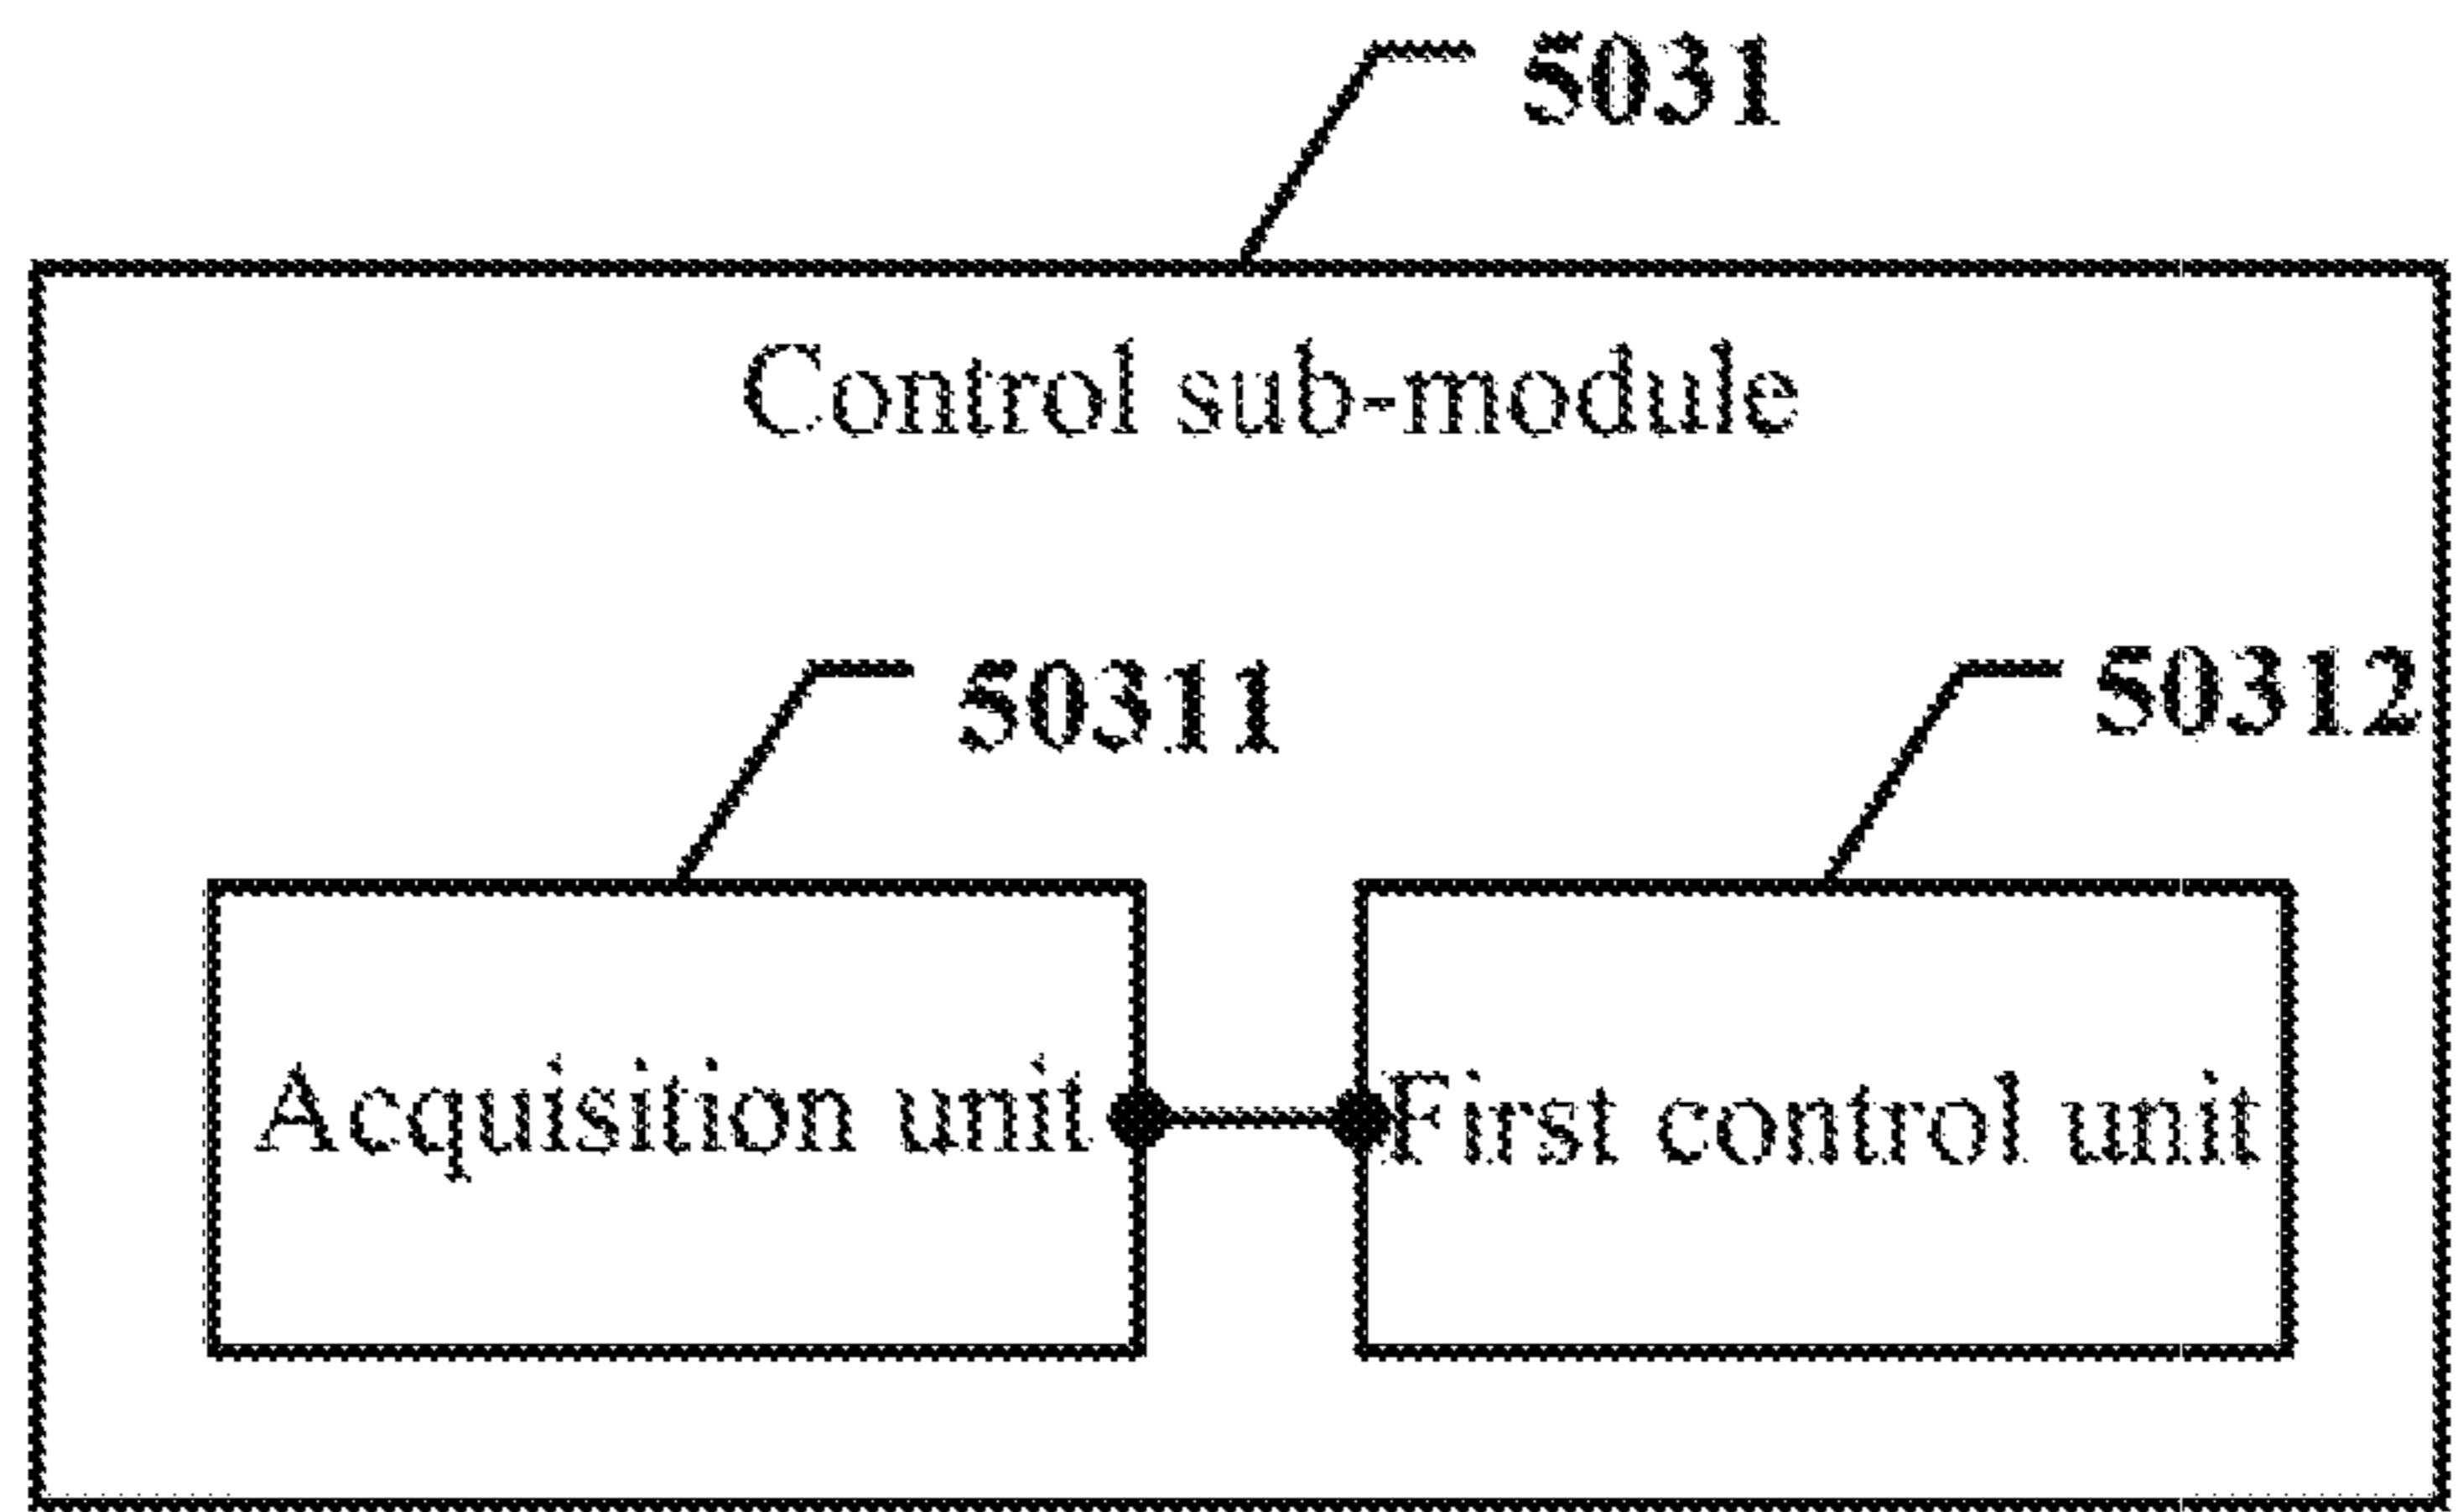 5031
Control sub-module
50311
50312
Acquisition unit
First control unit